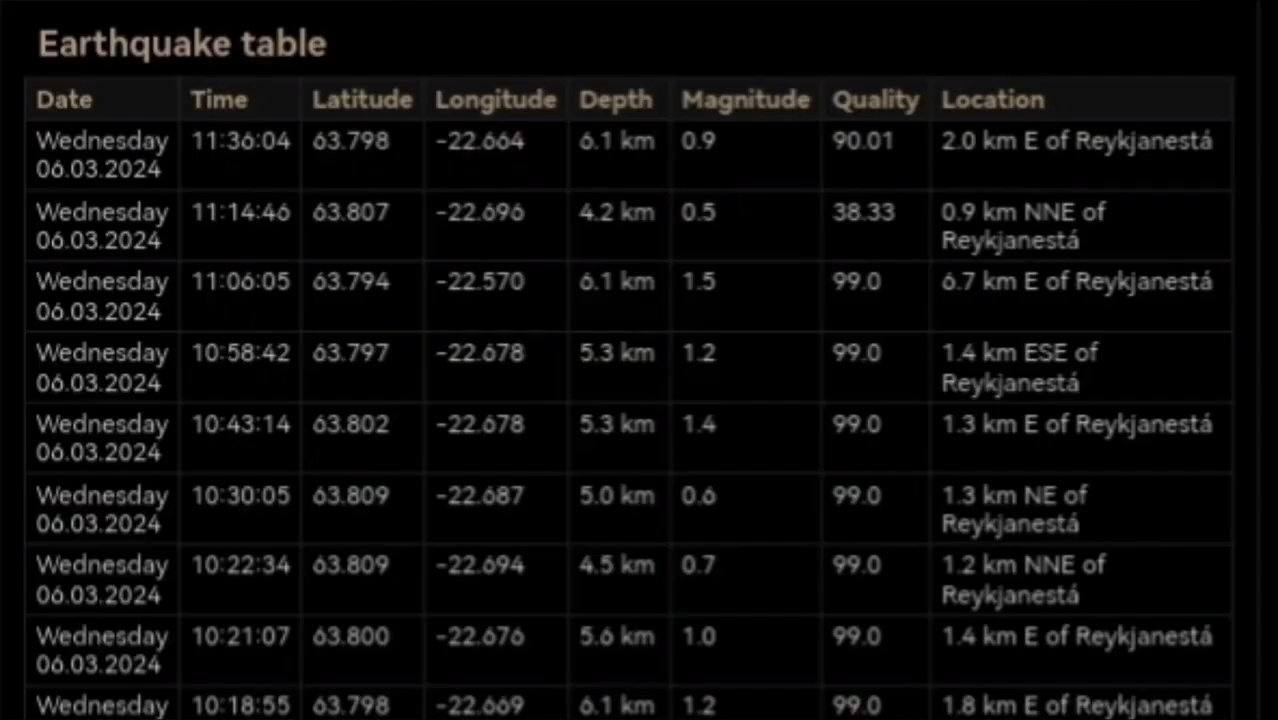 Earthquake table
Date Time Latitude Longitude Depth Magnitude Quality Location
Wednesday 11:36:04 63.798 -22.664 6.1 km 0.9 90.01 2.0 km E of Reykjanestá
06.03.2024
Wednesday 11:14:46 63.807 -22.696 4.2 km 0.5 38.33 0.9 km NNE of
06.03.2024 Reykjanestá
Wednesday 11:06:05 63.794 -22.570 6.1 km 1.5 99.0 6.7 km E of Reykjanestá
06.03.2024
Wednesday 10:58:42 63.797 -22.678 5.3 km 1.2 99.0 1.4 km ESE of
06.03.2024 Reykjanestá
Wednesday 10:43:14 63.802 -22.678 5.3 km 1.4 99.0 1.3 km E of Reykjanestá
06.03.2024
Wednesday 10:30:05 63.809 -22.687 5.0 km 0.6 99.0 1.3 km NE of
06.03.2024 Reykjanestá
Wednesday 10:22:34 63.809 -22.694 4.5 km 0.7 99.0 1.2 km NNE of
06.03.2024 Reykjanestá
Wednesday 10:21:07 63.800 -22.676 5.6 km 1.0 99.0 1.4 km E of Reykjanestá
06.03.2024
Wednesday 10:18:55 63.798 -22.669 6.1 km 1.2 99.0 1.8 km E of Reykjanestá